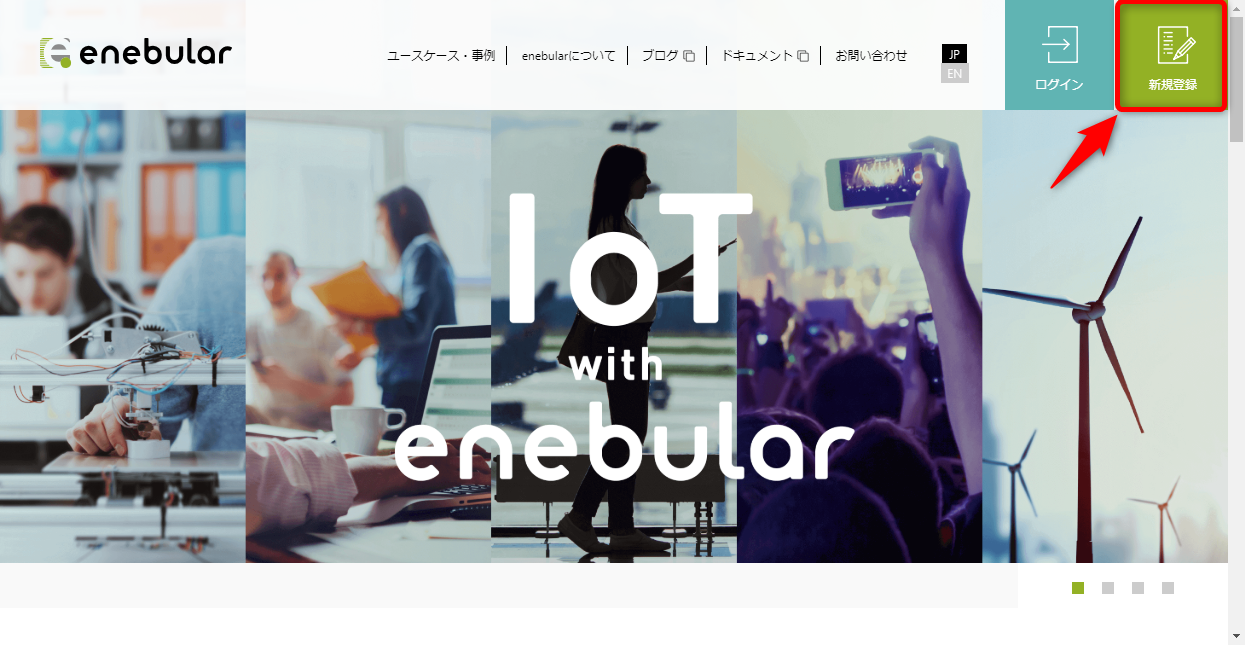 enebular
ユースケース・事例
enebularについて
ブログ
ドキュメント
お問い合わせ
JP
EN
ログイン
新規登録
IoT
with
enebular